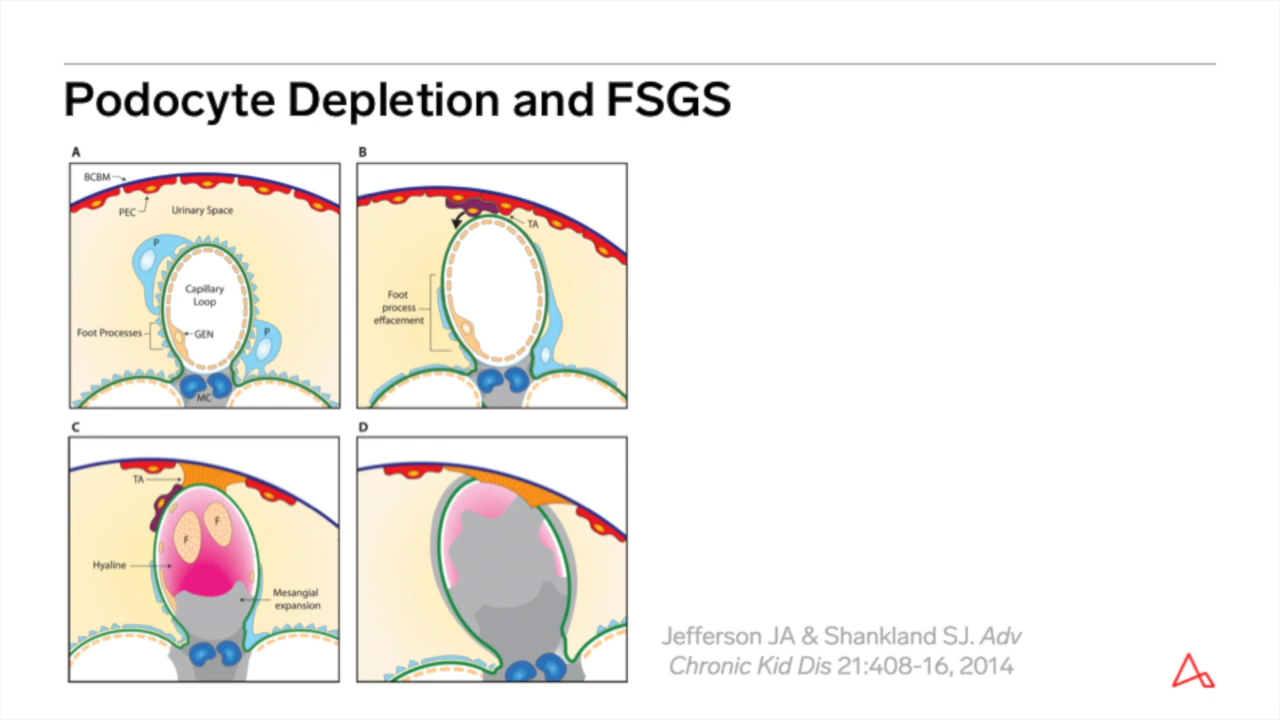 Podocyte Depletion and FSGS
A
BCBM
PEC
Urinary Space
P
Capillary
Loop
Foot Processes
GEN
P
MC
B
TA
Foot
process
effacement
C
TA
F
F
Hyaline
Mesangial
expansion
D
Jefferson JA & Shankland SJ. Adv
Chronic Kid Dis 21:408-16, 2014